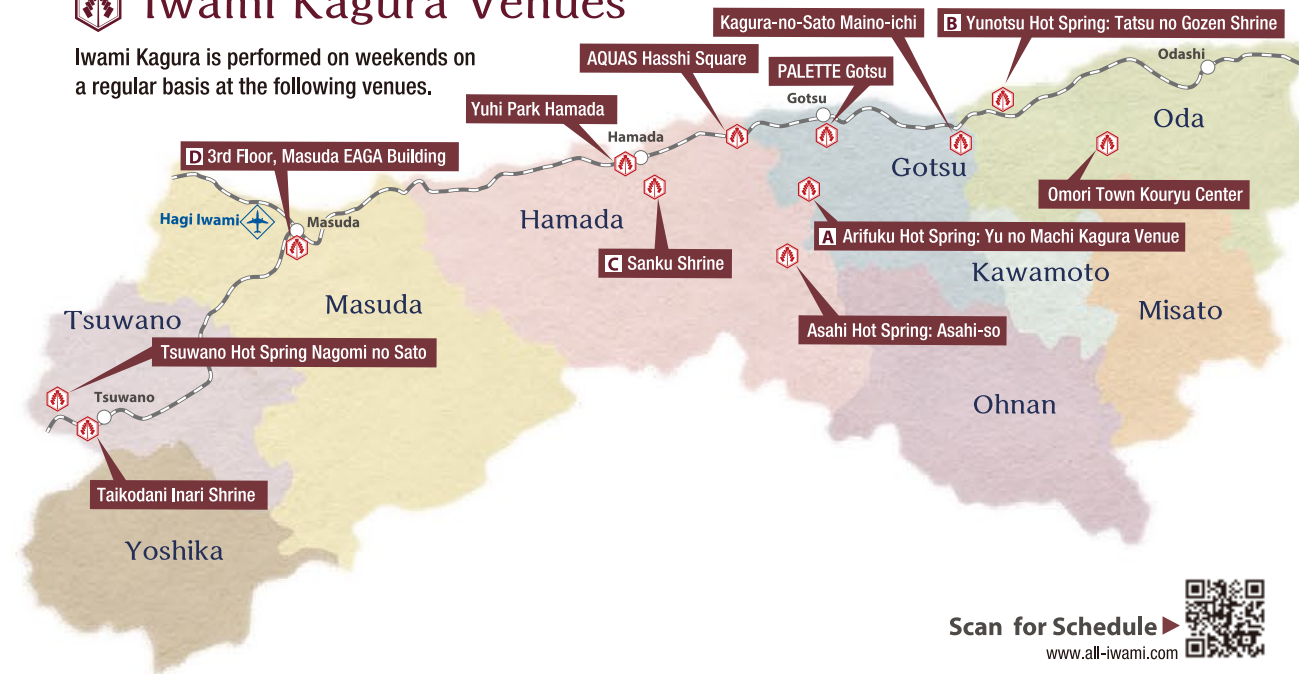 Iwami Kagura Venues
Iwami Kagura is performed on weekends on
a regular basis at the following venues.
Kagura-no-Sato Maino-ichi
B Yunotsu Hot Spring: Tatsu no Gozen Shrine
AQUAS Hasshi Square
PALETTE Gotsu
Odashi
Yuhi Park Hamada
Gotsu
Oda
Hamada
D 3rd Floor, Masuda EAGA Building
Gotsu
Omori Town Kouryu Center
Hagi Iwami
Masuda
Hamada
A Arifuku Hot Spring: Yu no Machi Kagura Venue
C Sanku Shrine
Kawamoto
Masuda
Misato
Tsuwano
Asahi Hot Spring: Asahi-so
Tsuwano Hot Spring Nagomi no Sato
Tsuwano
Ohnan
Taikodani Inari Shrine
Yoshika
Scan for Schedule
www.all-iwami.com